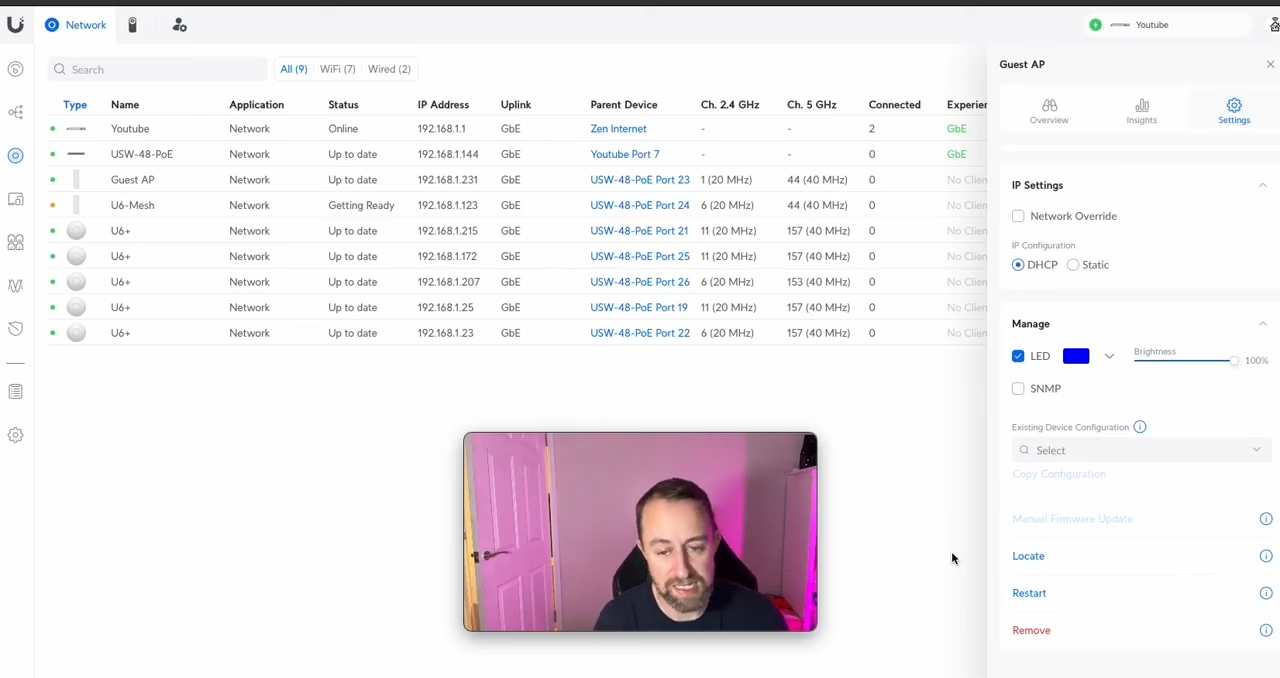 Network
Youtube
Search
All (9) WiFi (7) Wired (2)
Type Name Application Status IP Address Uplink Parent Device Ch. 2.4 GHz Ch. 5 GHz Connected Experien
Youtube Network Online 192.168.1.1 GbE Zen Internet - - 2 GbE
USW-48-PoE Network Up to date 192.168.1.144 GbE Youtube Port 7 - - 0 GbE
Guest AP Network Up to date 192.168.1.231 GbE USW-48-PoE Port 23 1 (20 MHz) 44 (40 MHz) 0 No Clien
U6-Mesh Network Getting Ready 192.168.1.123 GbE USW-48-PoE Port 24 6 (20 MHz) 44 (40 MHz) 0 No Clien
U6+ Network Up to date 192.168.1.215 GbE USW-48-PoE Port 21 11 (20 MHz) 157 (40 MHz) 0 No Clien
U6+ Network Up to date 192.168.1.172 GbE USW-48-PoE Port 25 11 (20 MHz) 157 (40 MHz) 0 No Clien
U6+ Network Up to date 192.168.1.207 GbE USW-48-PoE Port 26 6 (20 MHz) 153 (40 MHz) 0 No Clien
U6+ Network Up to date 192.168.1.25 GbE USW-48-PoE Port 19 11 (20 MHz) 157 (40 MHz) 0 No Clien
U6+ Network Up to date 192.168.1.23 GbE USW-48-PoE Port 22 6 (20 MHz) 157 (40 MHz) 0 No Clien
Guest AP
Overview Insights Settings
IP Settings
Network Override
IP Configuration
DHCP Static
Manage
LED Brightness 100%
SNMP
Existing Device Configuration
Select
Copy Configuration
Manual Firmware Update
Locate
Restart
Remove